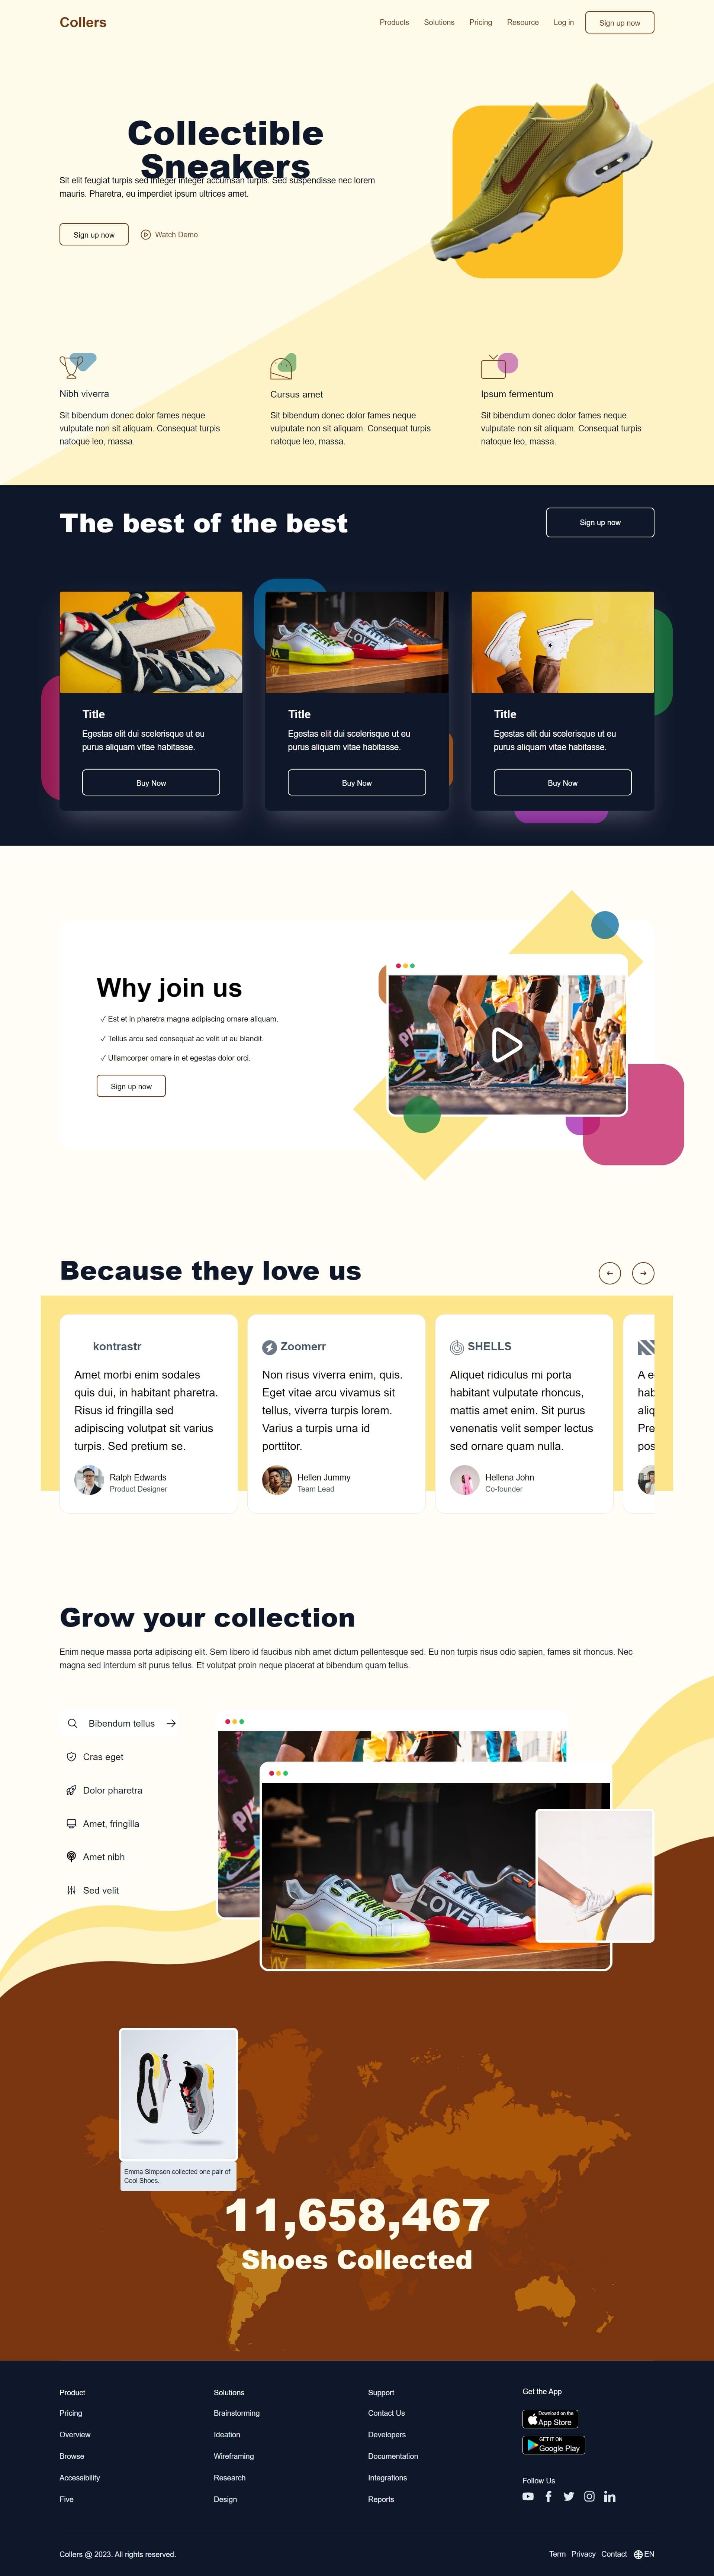 Collers
Products Solutions Pricing Resource Log in Sign up now
Collectible
Sneakers
Sit elit feugiat turpis sed integer integer accumsan turpis. Sed suspendisse nec lorem
mauris. Pharetra, eu imperdiet ipsum ultrices amet.
Sign up now Watch Demo
Nibh viverra
Sit bibendum donec dolor fames neque
vulputate non sit aliquam. Consequat turpis
natoque leo, massa.
Cursus amet
Sit bibendum donec dolor fames neque
vulputate non sit aliquam. Consequat turpis
natoque leo, massa.
Ipsum fermentum
Sit bibendum donec dolor fames neque
vulputate non sit aliquam. Consequat turpis
natoque leo, massa.
The best of the best
Sign up now
Title
Egestas elit dui scelerisque ut eu
purus aliquam vitae habitasse.
Buy Now
NA
LOVE
Title
Egestas elit dui scelerisque ut eu
purus aliquam vitae habitasse.
Buy Now
Title
Egestas elit dui scelerisque ut eu
purus aliquam vitae habitasse.
Buy Now
Why join us
✓ Est et in pharetra magna adipiscing ornare aliquam.
✓ Tellus arcu sed consequat ac velit ut eu blandit.
✓ Ullamcorper ornare in et egestas dolor orci.
Sign up now
Because they love us
kontrastr
Amet morbi enim sodales
quis dui, in habitant pharetra.
Risus id fringilla sed
adipiscing volutpat sit varius
turpis. Sed pretium se.
Ralph Edwards
Product Designer
Zoomerr
Non risus viverra enim, quis.
Eget vitae arcu vivamus sit
tellus, viverra turpis lorem.
Varius a turpis urna id
porttitor.
Hellen Jummy
Team Lead
SHELLS
Aliquet ridiculus mi porta
habitant vulputate rhoncus,
mattis amet enim. Sit purus
venenatis velit semper lectus
sed ornare quam nulla.
Hellena John
Co-founder
A e
hab
aliq
Pre
pos
Grow your collection
Enim neque massa porta adipiscing elit. Sem libero id faucibus nibh amet dictum pellentesque sed. Eu non turpis risus odio sapien, fames sit rhoncus. Nec
magna sed interdum sit purus tellus. Et volutpat proin neque placerat at bibendum quam tellus.
Bibendum tellus
Cras eget
Dolor pharetra
Amet, fringilla
Amet nibh
Sed velit
NA
LOVE
Emma Simpson collected one pair of
Cool Shoes.
11,658,467
Shoes Collected
Product
Pricing
Overview
Browse
Accessibility
Five
Solutions
Brainstorming
Ideation
Wireframing
Research
Design
Support
Contact Us
Developers
Documentation
Integrations
Reports
Get the App
Download on the
App Store
GET IT ON
Google Play
Follow Us
Collers @ 2023. All rights reserved.
Term Privacy Contact EN